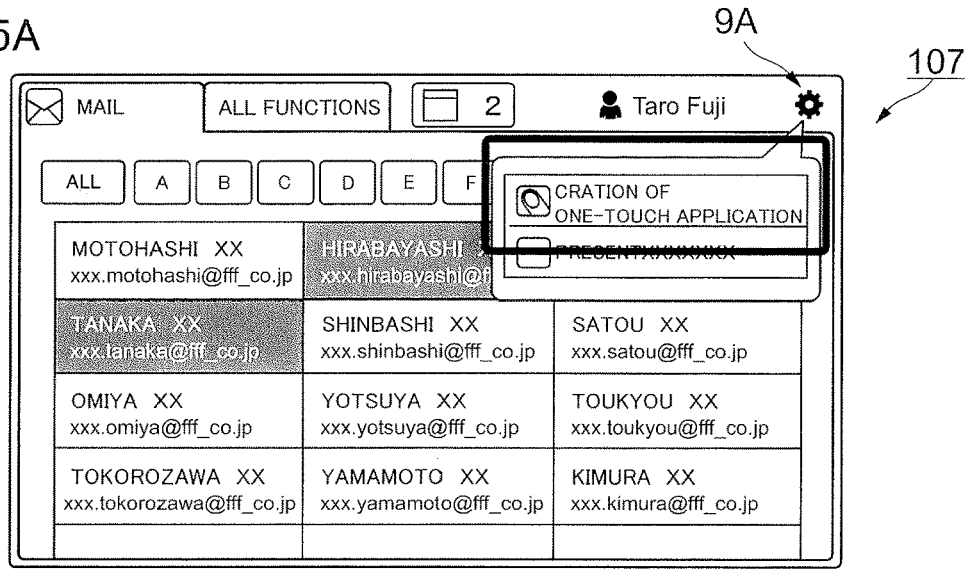 5A
9A
107
MAIL
ALL FUNCTIONS
2
Taro Fuji
ALL
A
B
C
D
E
F
CRATION OF
ONE-TOUCH APPLICATION
MOTOHASHI XX
xxx.motohashi@fff_co.jp
HIRABAYASHI
xxx.hirabayashi@f
TANAKA XX
xxx.tanaka@fff_co.jp
SHINBASHI XX
xxx.shinbashi@fff_co.jp
SATOU XX
xxx.satou@fff_co.jp
OMIYA XX
xxx.omiya@fff_co.jp
YOTSUYA XX
xxx.yotsuya@fff_co.jp
TOUKYOU XX
xxx.toukyou@fff_co.jp
TOKOROZAWA XX
xxx.tokorozawa@fff_co.jp
YAMAMOTO XX
xxx.yamamoto@fff_co.jp
KIMURA XX
xxx.kimura@fff_co.jp